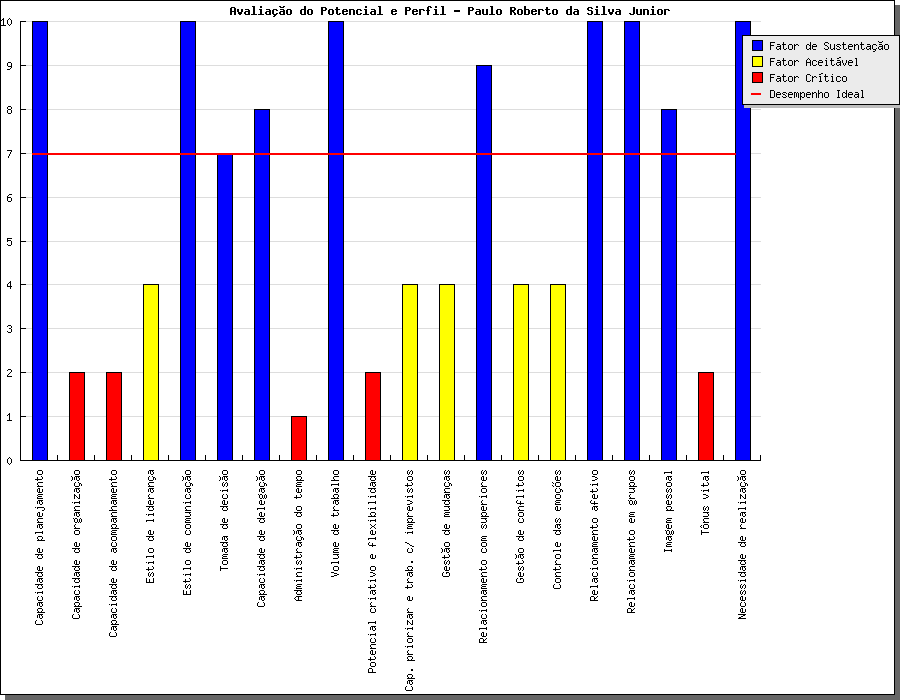 Avaliação do Potencial e Perfil - Paulo Roberto da Silva Junior
10
9
8
7
6
5
4
3
2
1
0
Fator de Sustentação
Fator Aceitável
Fator Crítico
Desempenho Ideal
Capacidade de planejamento
Capacidade de organização
Capacidade de acompanhamento
Estilo de liderança
Estilo de comunicação
Tomada de decisão
Capacidade de delegação
Administração do tempo
Volume de trabalho
Potencial criativo e flexibilidade
Cap. priorizar e trab. c/ imprevistos
Gestão de mudanças
Relacionamento com superiores
Gestão de conflitos
Controle das emoções
Relacionamento afetivo
Relacionamento em grupos
Imagem pessoal
Tônus vital
Necessidade de realização